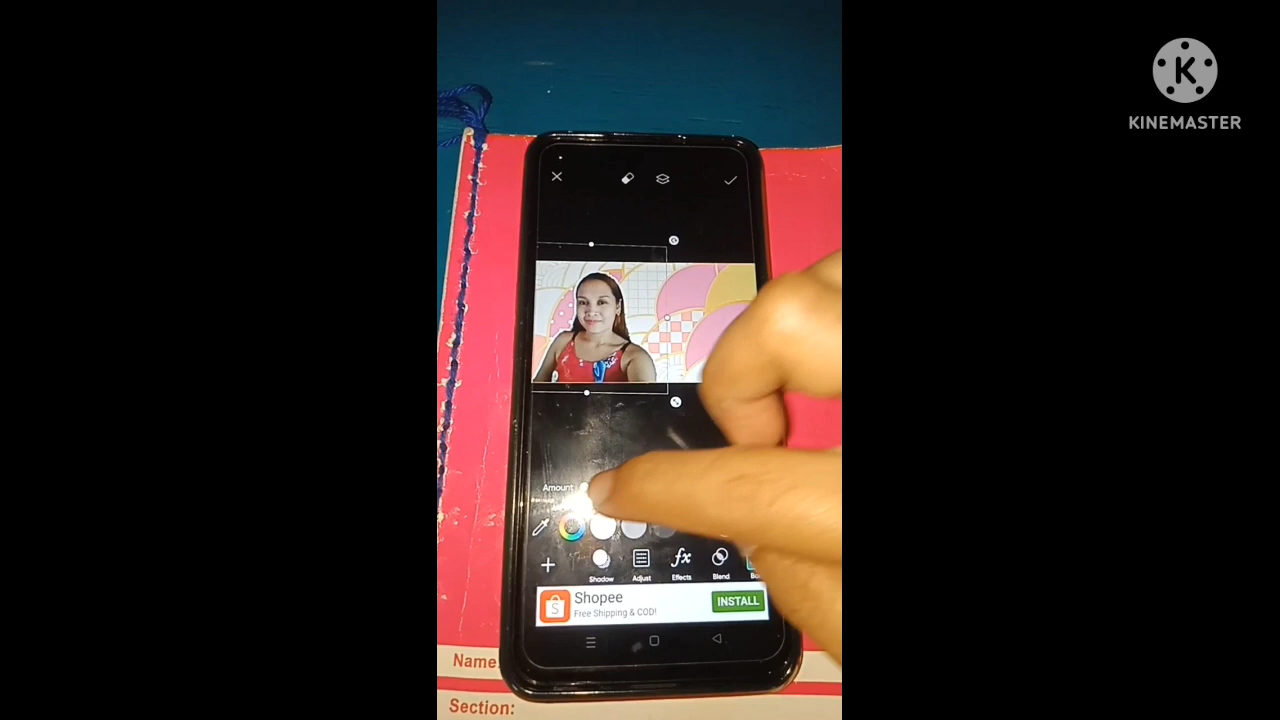 KINEMASTER
Amount
Shadow
Adjust
Effects
Blend
Shopee
Free Shipping & COD!
INSTALL
Name
Section: